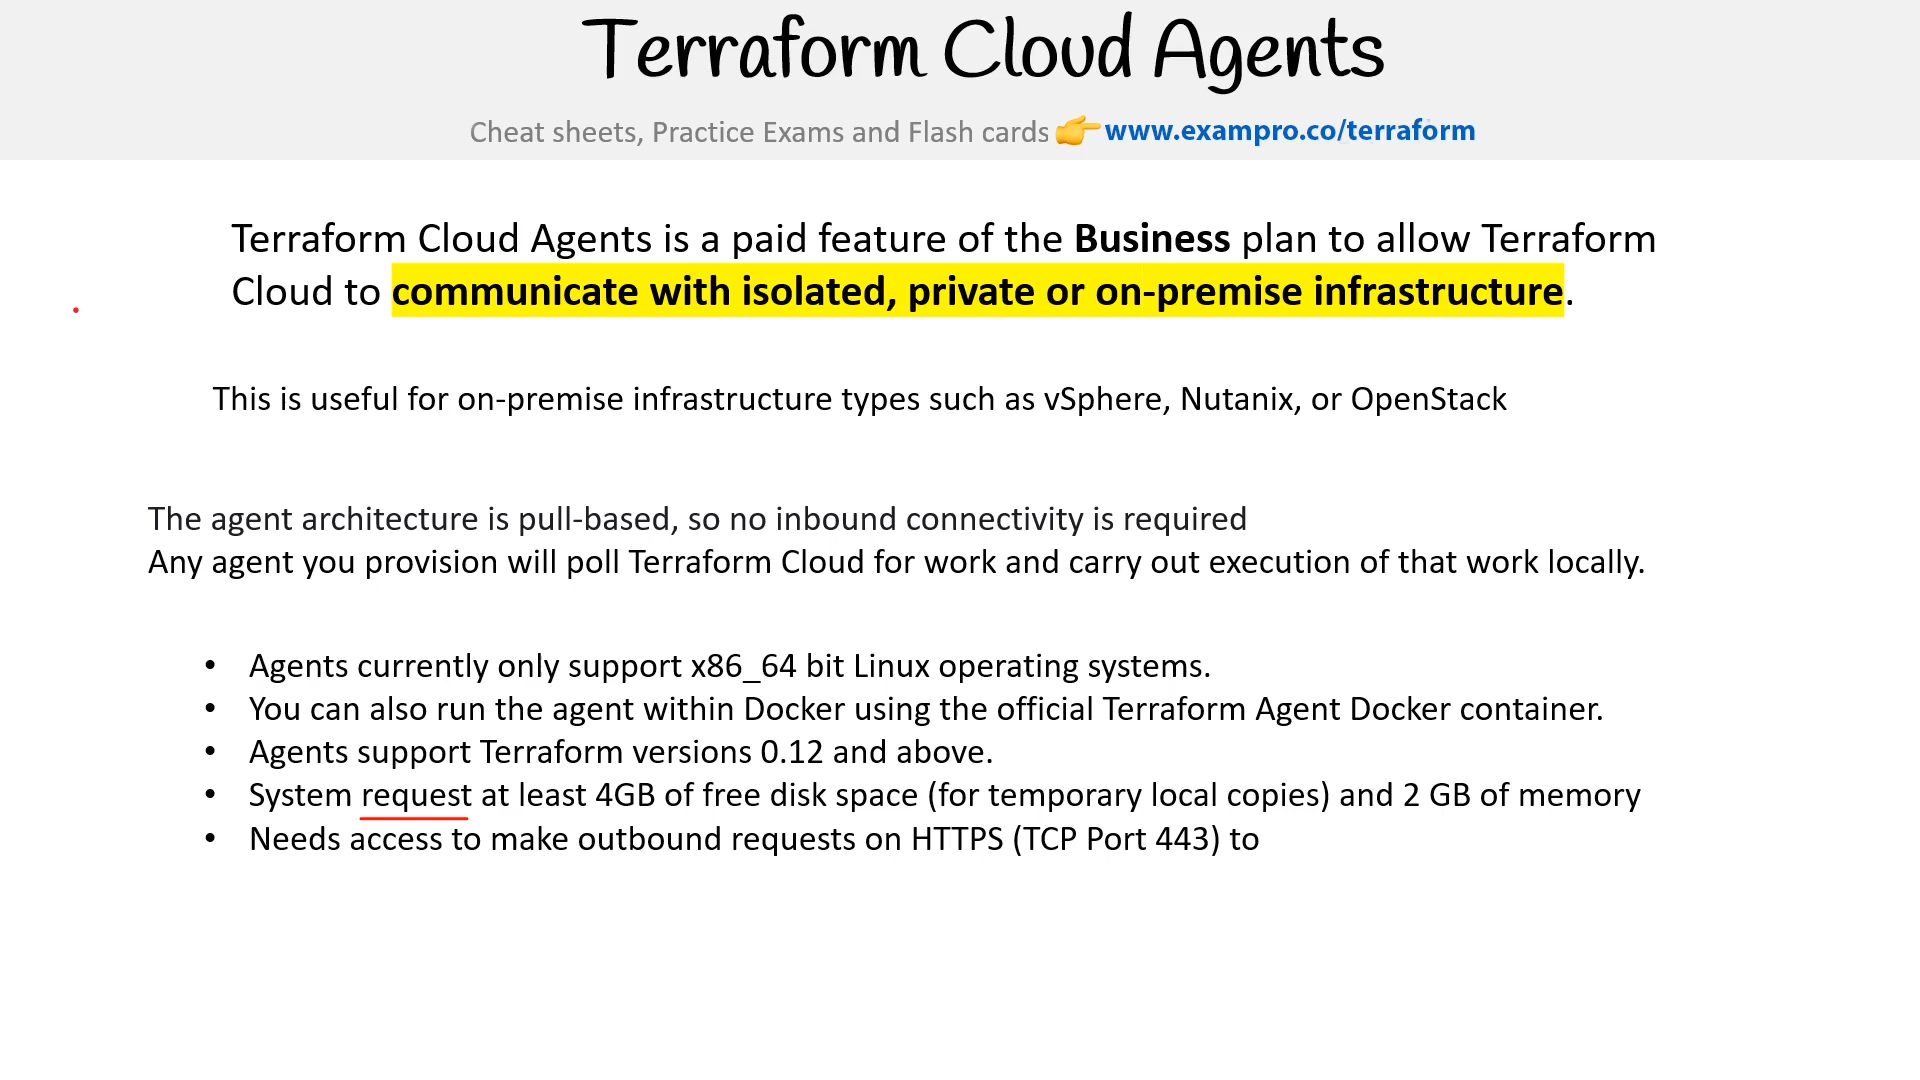 Terraform Cloud Agents
Cheat sheets, Practice Exams and Flash cards 👉www.exampro.co/terraform
Terraform Cloud Agents is a paid feature of the Business plan to allow Terraform
Cloud to communicate with isolated, private or on-premise infrastructure.
This is useful for on-premise infrastructure types such as vSphere, Nutanix, or OpenStack
The agent architecture is pull-based, so no inbound connectivity is required
Any agent you provision will poll Terraform Cloud for work and carry out execution of that work locally.
• Agents currently only support x86_64 bit Linux operating systems.
• You can also run the agent within Docker using the official Terraform Agent Docker container.
• Agents support Terraform versions 0.12 and above.
• System request at least 4GB of free disk space (for temporary local copies) and 2 GB of memory
• Needs access to make outbound requests on HTTPS (TCP Port 443) to